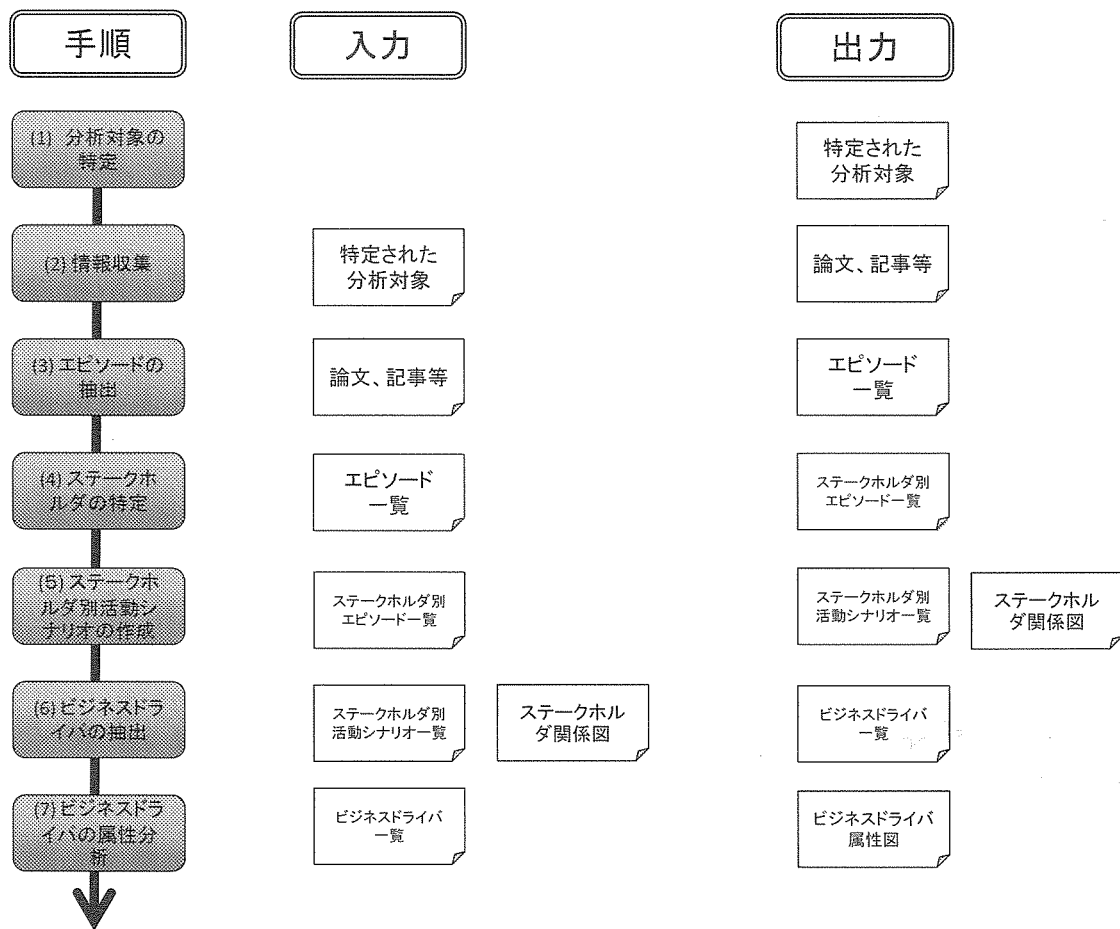 手順
入力
出力
(1) 分析対象の
特定
特定された
分析対象
(2) 情報収集
特定された
分析対象
論文、記事等
(3) エピソードの
抽出
論文、記事等
エピソード
一覧
(4) ステークホ
ルダの特定
エピソード
一覧
ステークホルダ別
エピソード一覧
(5) ステークホ
ルダ別活動シ
ナリオの作成
ステークホルダ別
エピソード一覧
ステークホルダ別
活動シナリオ一覧
ステークホル
ダ関係図
(6) ビジネスドラ
イバの抽出
ステークホルダ別
活動シナリオ一覧
ステークホル
ダ関係図
ビジネスドライバ
一覧
(7) ビジネスドラ
イバの属性分
析
ビジネスドライバ
一覧
ビジネスドライバ
属性図